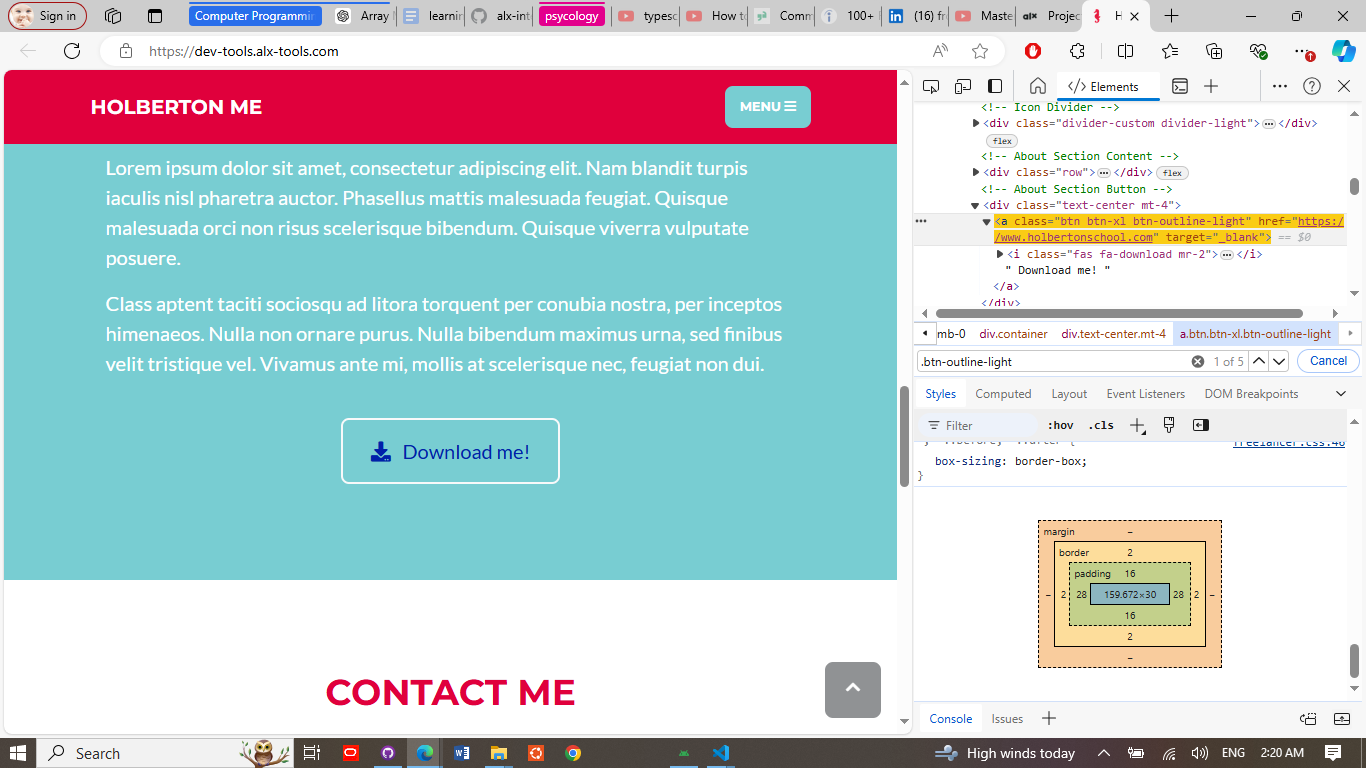 Sign in
Computer Programmin
Array
learnin
alx-int
psycology
typesc
How to
Comm
100+
(16) fr
Maste
alx
Projec
H
https://dev-tools.alx-tools.com
HOLBERTON ME
MENU
Lorem ipsum dolor sit amet, consectetur adipiscing elit. Nam blandit turpis
iaculis nisl pharetra auctor. Phasellus mattis malesuada feugiat. Quisque
malesuada orci non risus scelerisque bibendum. Quisque viverra vulputate
posuere.
Class aptent taciti sociosqu ad litora torquent per conubia nostra, per inceptos
himenaeos. Nulla non ornare purus. Nulla bibendum maximus urna, sed finibus
velit tristique vel. Vivamus ante mi, mollis at scelerisque nec, feugiat non dui.
Download me!
CONTACT ME
Elements
<!-- Icon Divider -->
<div class="divider-custom divider-light">⋯</div>
flex
<!-- About Section Content -->
<div class="row">⋯</div> flex
<!-- About Section Button -->
<div class="text-center mt-4">
<a class="btn btn-xl btn-outline-light" href="https:/
/www.holbertonschool.com" target="_blank"> == $0
<i class="fas fa-download mr-2">⋯</i>
" Download me! "
</a>
</div>
mb-0 div.container div.text-center.mt-4 a.btn.btn-xl.btn-outline-light
.btn-outline-light 1 of 5 Cancel
Styles Computed Layout Event Listeners DOM Breakpoints
Filter :hov .cls
*, ::before, ::after { freelancer.css:46
box-sizing: border-box;
}
margin –
border 2
padding 16
– 2 28 159.672×30 28 2 –
16
2
–
Console Issues
Search
High winds today
ENG
2:20 AM